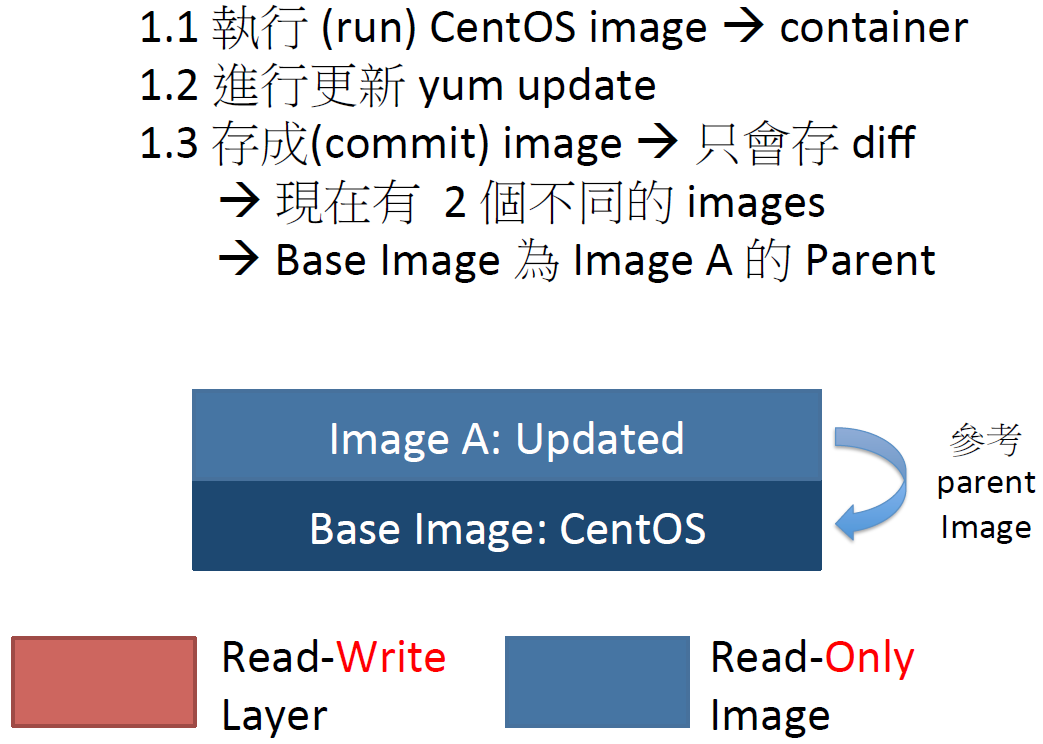 1.1 執行 (run) CentOS image → container
1.2 進行更新 yum update
1.3 存成(commit) image → 只會存 diff
→ 現在有 2 個不同的 images
→ Base Image 為 Image A 的 Parent
Image A: Updated
Base Image: CentOS
參考
parent
Image
Read-Write
Layer
Read-Only
Image